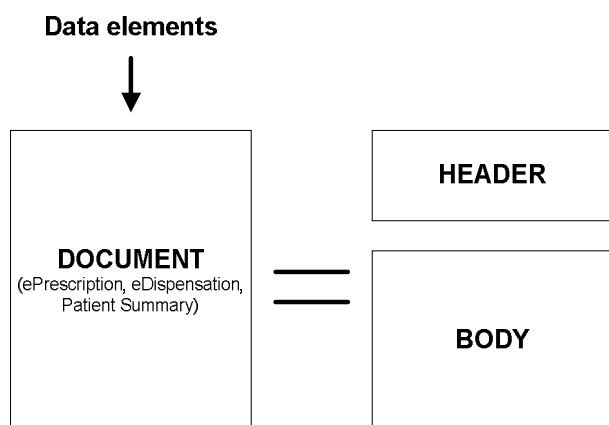 Data elements
DOCUMENT
(ePrescription, eDispensation,
Patient Summary)
HEADER
BODY